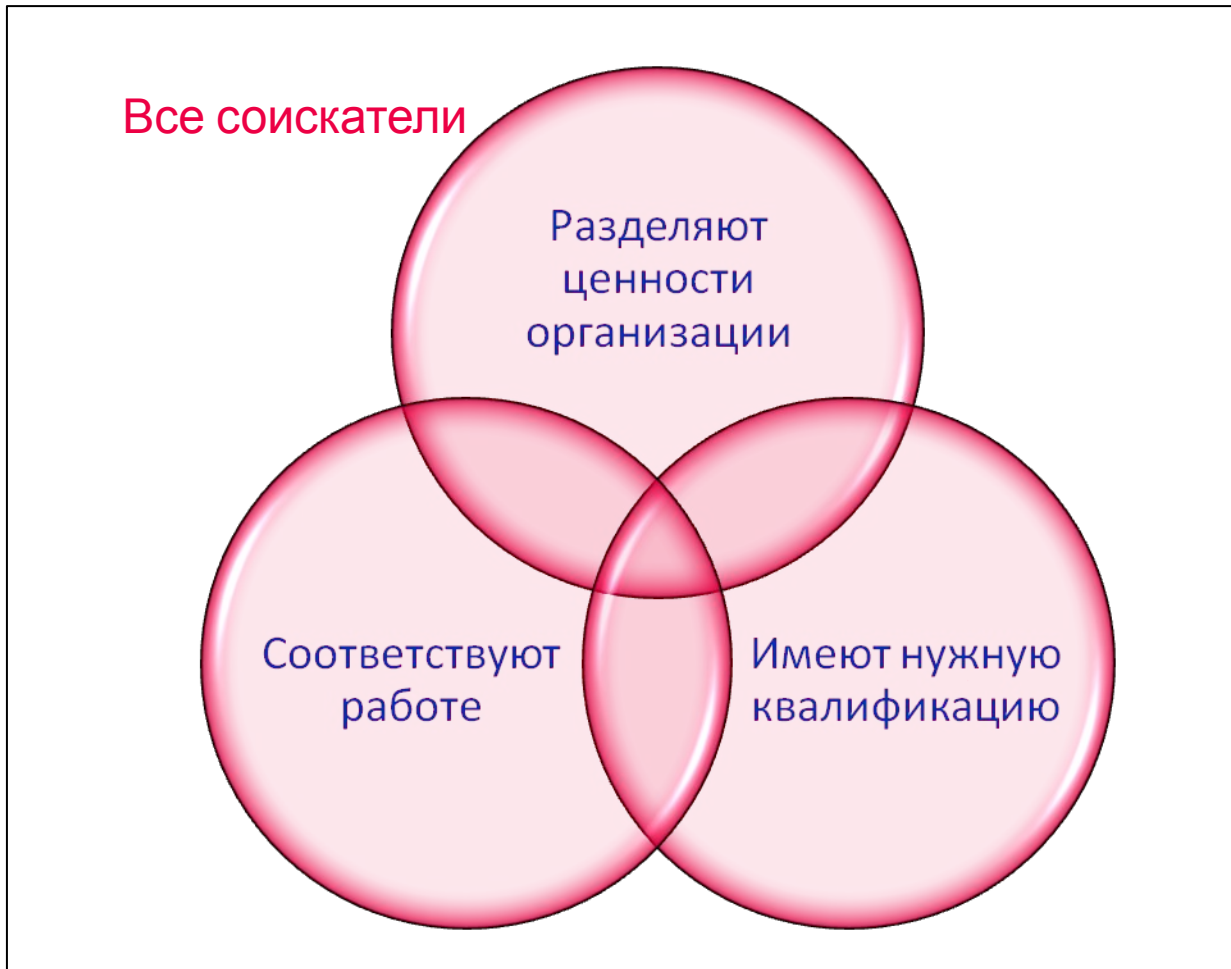 Все соискатели
Разделяют
ценности
организации
Соответствуют
работе
Имеют нужную
квалификацию